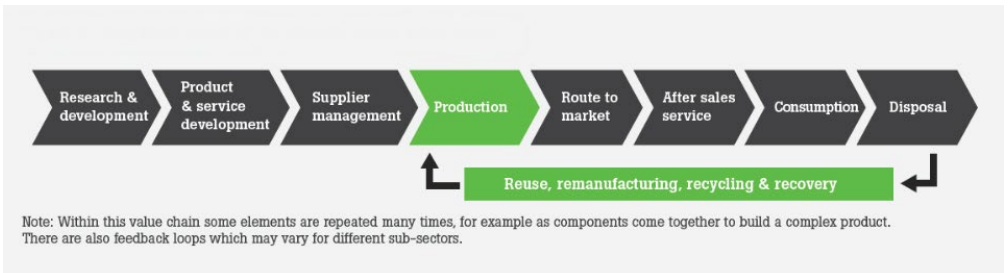 Research &
development
Product
& service
development
Supplier
management
Production
Route to
market
After sales
service
Consumption
Disposal
Reuse, remanufacturing, recycling & recovery
Note: Within this value chain some elements are repeated many times, for example as components come together to build a complex product.
There are also feedback loops which may vary for different sub-sectors.